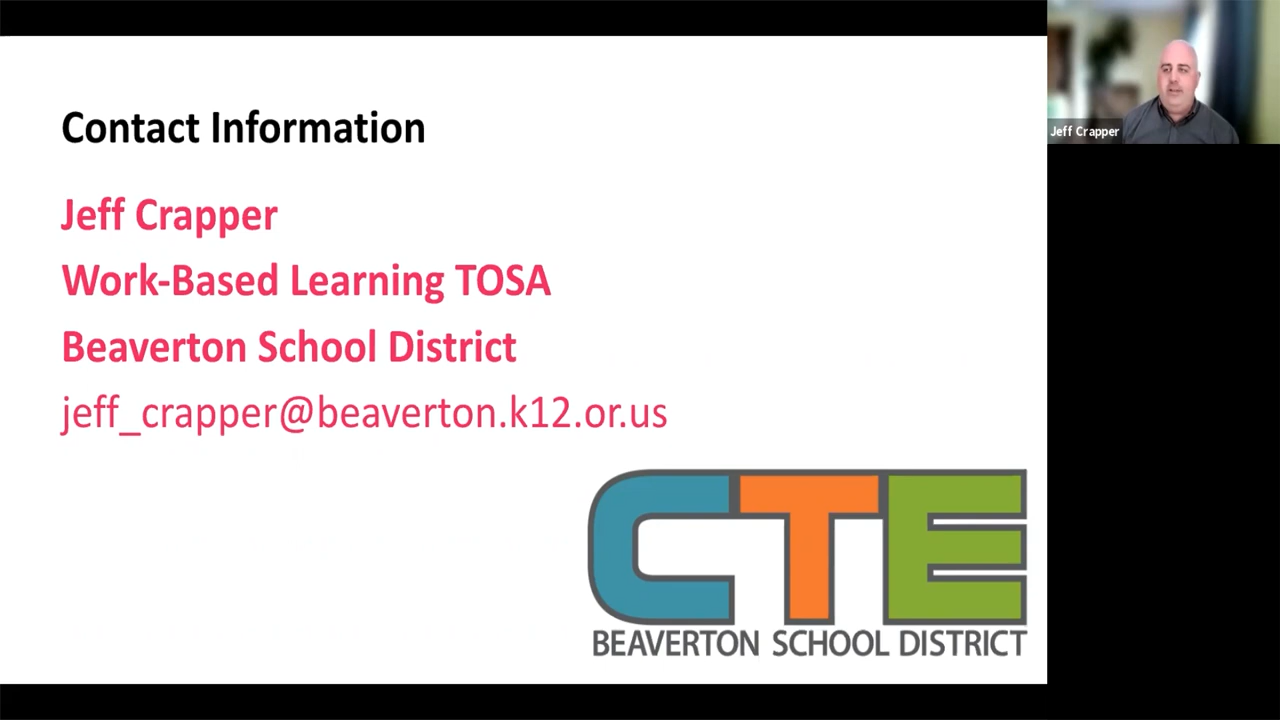 Contact Information
Jeff Crapper
Work-Based Learning TOSA
Beaverton School District
jeff_crapper@beaverton.k12.or.us
CTE
BEAVERTON SCHOOL DISTRICT
Jeff Crapper